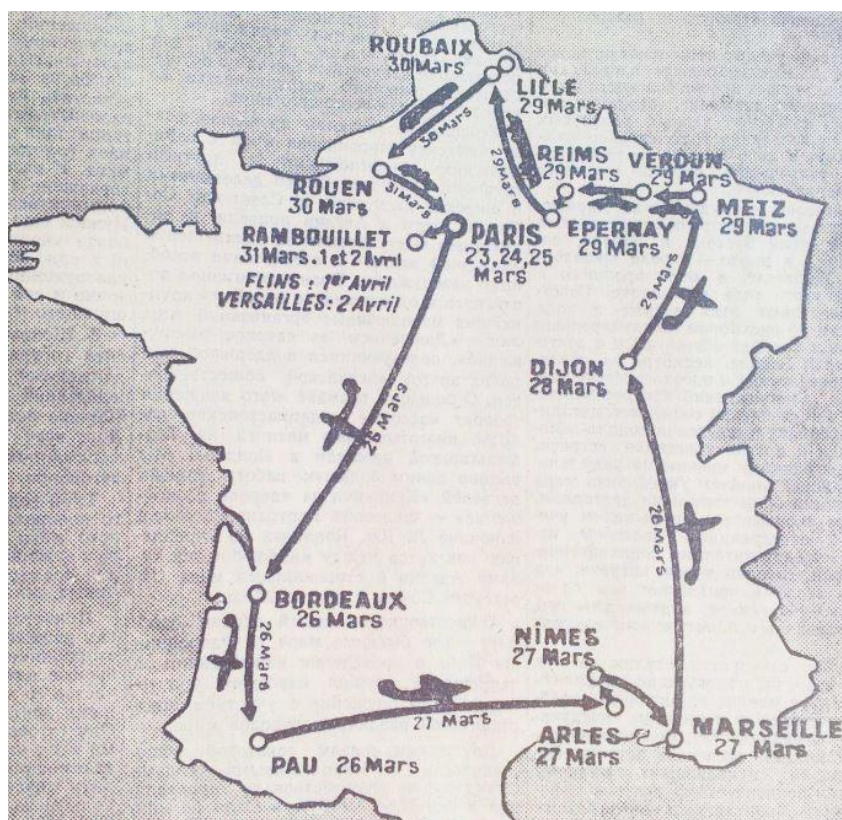 ROUBAIX
30 Mars
LILLE
29 Mars
30 Mars
29 Mars
REIMS
29 Mars
VERDUN
29 Mars
METZ
29 Mars
ROUEN
30 Mars
31 Mars
RAMBOUILLET
31 Mars. 1 et 2 Avril
FLINS : 1er Avril
VERSAILLES: 2 Avril
PARIS
23,24,25
Mars
EPERNAY
29 Mars
29 Mars
DIJON
28 Mars
26 Mars
28 Mars
BORDEAUX
26 Mars
26 Mars
NÎMES
27 Mars
27 Mars
ARLES
27 Mars
MARSEILLE
27 Mars
PAU 26 Mars